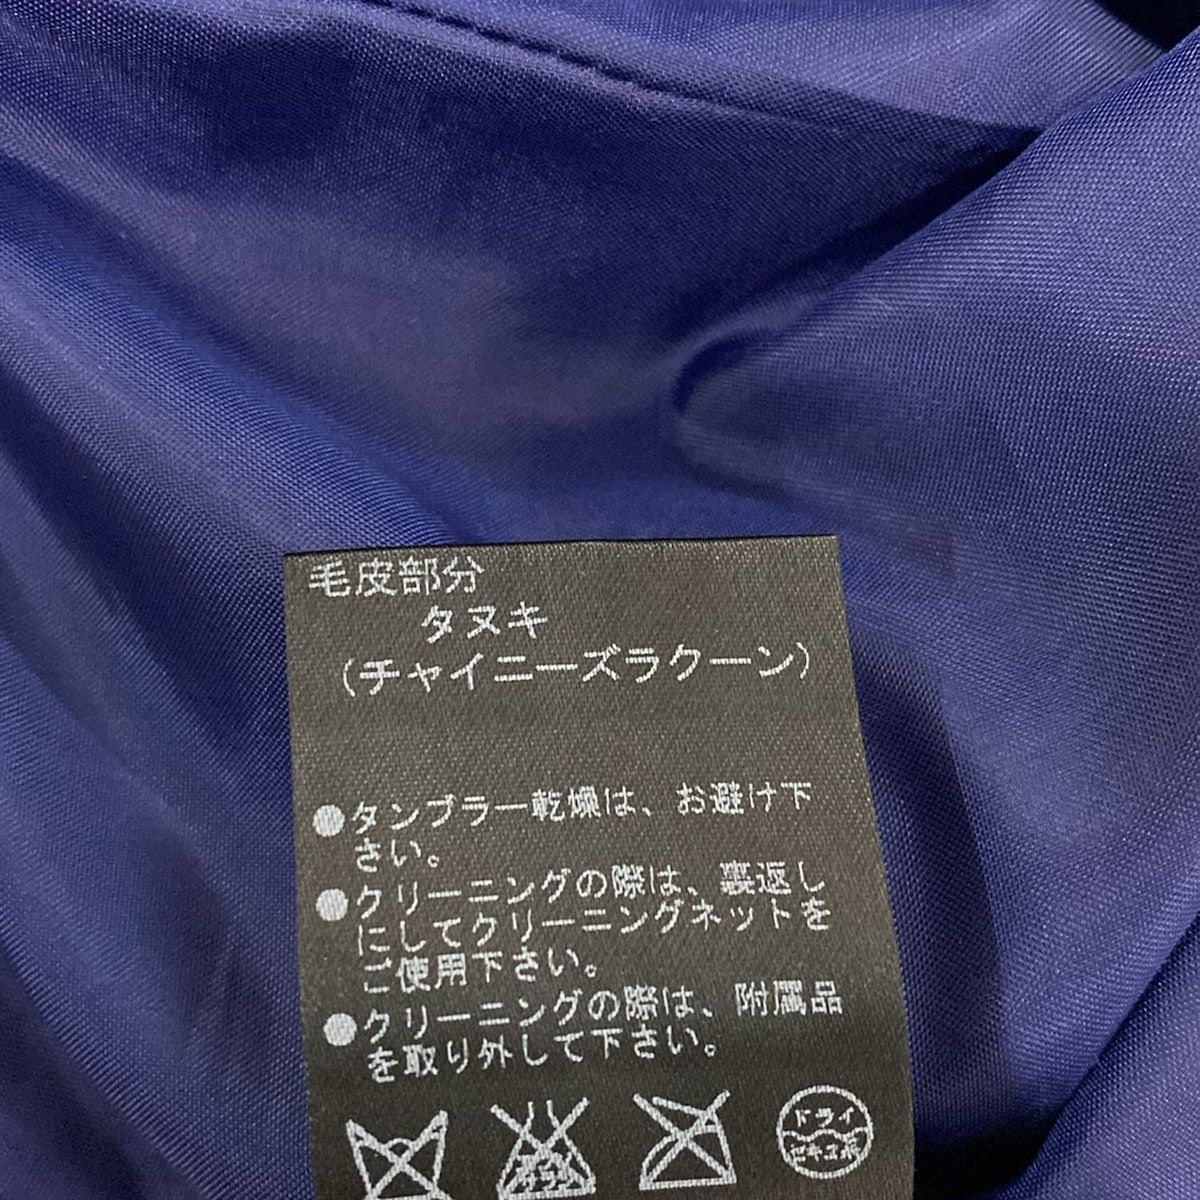 毛皮部分
タヌキ
(チャイニーズラクーン)
●タンブラー乾燥は、お避け下
さい。
●クリーニングの際は、裏返し
にしてクリーニングネットを
ご使用下さい。
●クリーニングの際は、附属品
を取り外して下さい。
ドライ
セキユ系